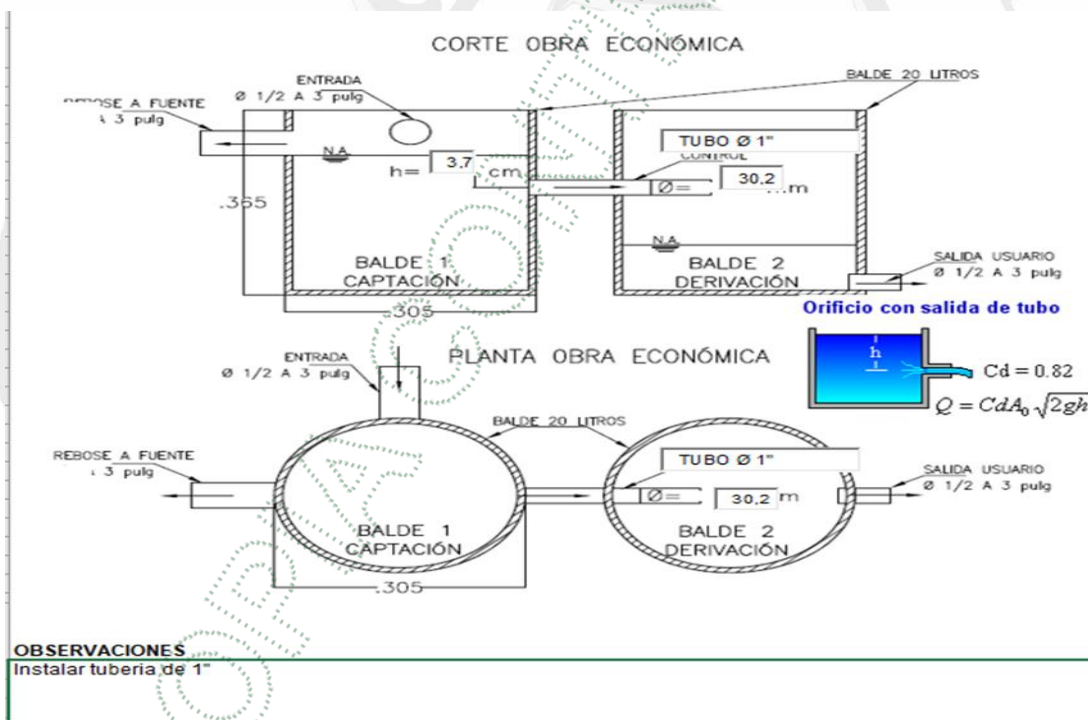 CORTE OBRA ECONÓMICA
ENTRADA
Ø 1/2 A 3 pulg
BALDE 20 LITROS
REBOSE A FUENTE
3 pulg
TUBO Ø 1"
CONTROL
N.A.
h= 3,7 cm
Ø= 30,2 mm
.365
N.A.
BALDE 1
CAPTACIÓN
BALDE 2
DERIVACIÓN
SALIDA USUARIO
Ø 1/2 A 3 pulg
.305
Orificio con salida de tubo
h
Cd = 0.82
Q = CdA₀ √2gh
PLANTA OBRA ECONÓMICA
ENTRADA
Ø 1/2 A 3 pulg
BALDE 20 LITROS
REBOSE A FUENTE
3 pulg
TUBO Ø 1"
Ø= 30,2 m
SALIDA USUARIO
Ø 1/2 A 3 pulg
BALDE 1
CAPTACIÓN
BALDE 2
DERIVACIÓN
.305
OBSERVACIONES
Instalar tuberia de 1"